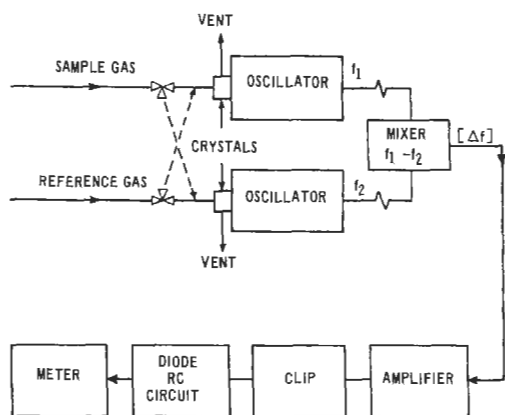 VENT
SAMPLE GAS
OSCILLATOR
f1
CRYSTALS
MIXER
f1 -f2
[Δf]
REFERENCE GAS
OSCILLATOR
f2
VENT
METER
DIODE
RC
CIRCUIT
CLIP
AMPLIFIER